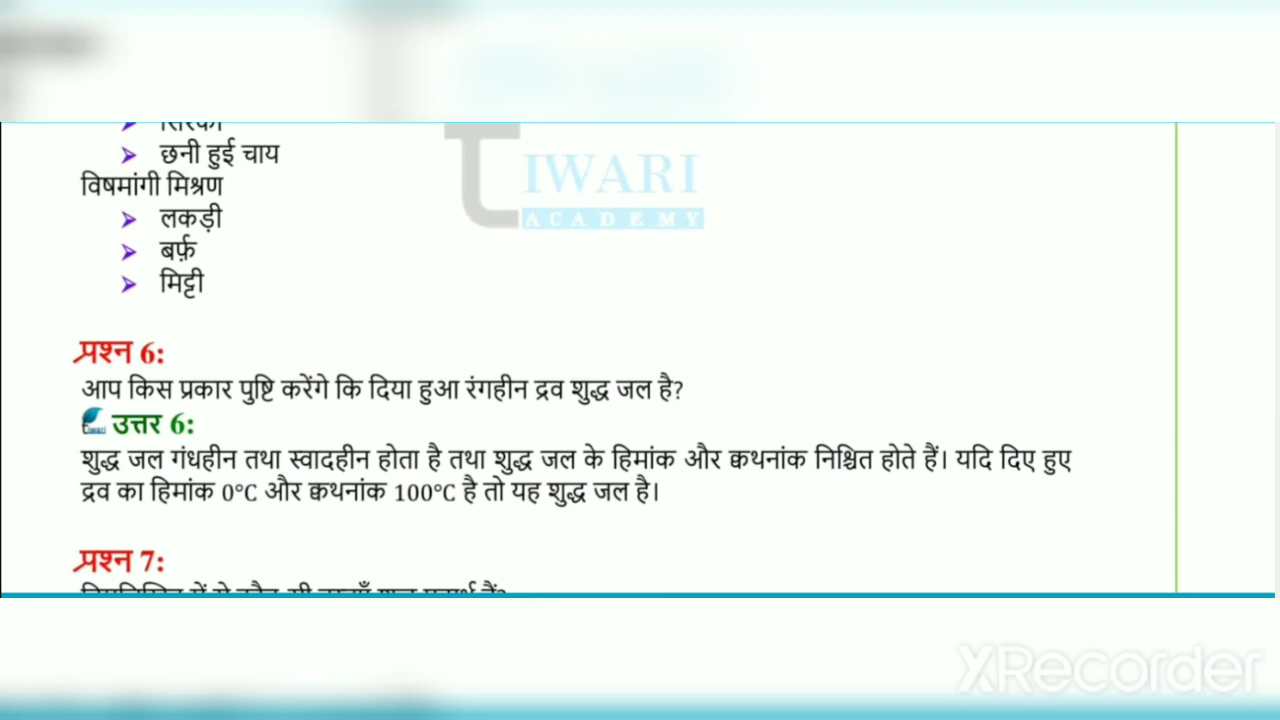 छनी हुई चाय
IWARI
ACADEMY
विषमांगी मिश्रण
लकड़ी
बर्फ़
मिट्टी
प्रश्न 6:
आप किस प्रकार पुष्टि करेंगे कि दिया हुआ रंगहीन द्रव शुद्ध जल है?
उत्तर 6:
शुद्ध जल गंधहीन तथा स्वादहीन होता है तथा शुद्ध जल के हिमांक और क्वथनांक निश्चित होते हैं। यदि दिए हुए
द्रव का हिमांक 0°C और क्वथनांक 100°C है तो यह शुद्ध जल है।
प्रश्न 7:
XRecorder